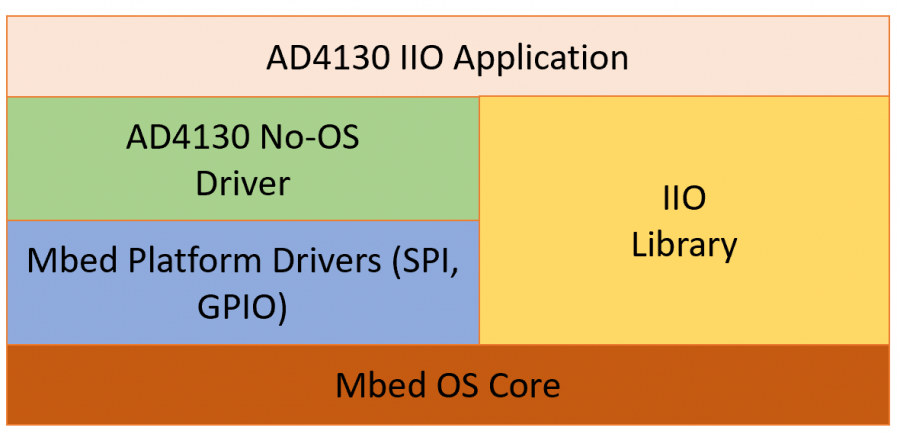 AD4130 IIO Application
AD4130 No-OS
Driver
IIO
Library
Mbed Platform Drivers (SPI,
GPIO)
Mbed OS Core